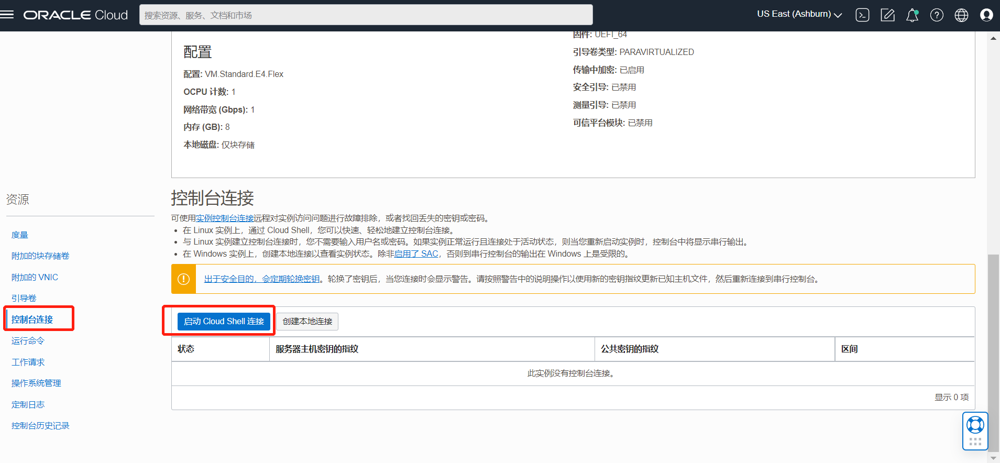 ORACLE Cloud
搜索资源、服务、文档和市场
US East (Ashburn)
固件: UEFI_64
配置
引导卷类型: PARAVIRTUALIZED
配置: VM.Standard.E4.Flex
传输中加密: 已启用
OCPU 计数: 1
安全引导: 已禁用
网络带宽 (Gbps): 1
测量引导: 已禁用
内存 (GB): 8
可信平台模块: 已禁用
本地磁盘: 仅块存储
资源
度量
附加的块存储卷
附加的 VNIC
引导卷
控制台连接
运行命令
工作请求
操作系统管理
定制日志
控制台历史记录
控制台连接
可使用实例控制台连接远程对实例访问问题进行故障排除，或者找回丢失的密钥或密码。
• 在 Linux 实例上，通过 Cloud Shell，您可以快速、轻松地建立控制台连接。
• 与 Linux 实例建立控制台连接时，您不需要输入用户名或密码。如果实例正常运行且连接处于活动状态，则当您重新启动实例时，控制台中将显示串行输出。
• 在 Windows 实例上，创建本地连接以查看实例状态。除非启用了 SAC，否则到串行控制台的输出在 Windows 上是受限的。
出于安全目的，会定期轮换密钥。轮换了密钥后，当您连接时会显示警告。请按照警告中的说明操作以使用新的密钥指纹更新已知主机文件，然后重新连接到串行控制台。
启动 Cloud Shell 连接
创建本地连接
状态
服务器主机密钥的指纹
公共密钥的指纹
区间
此实例没有控制台连接。
显示 0 项